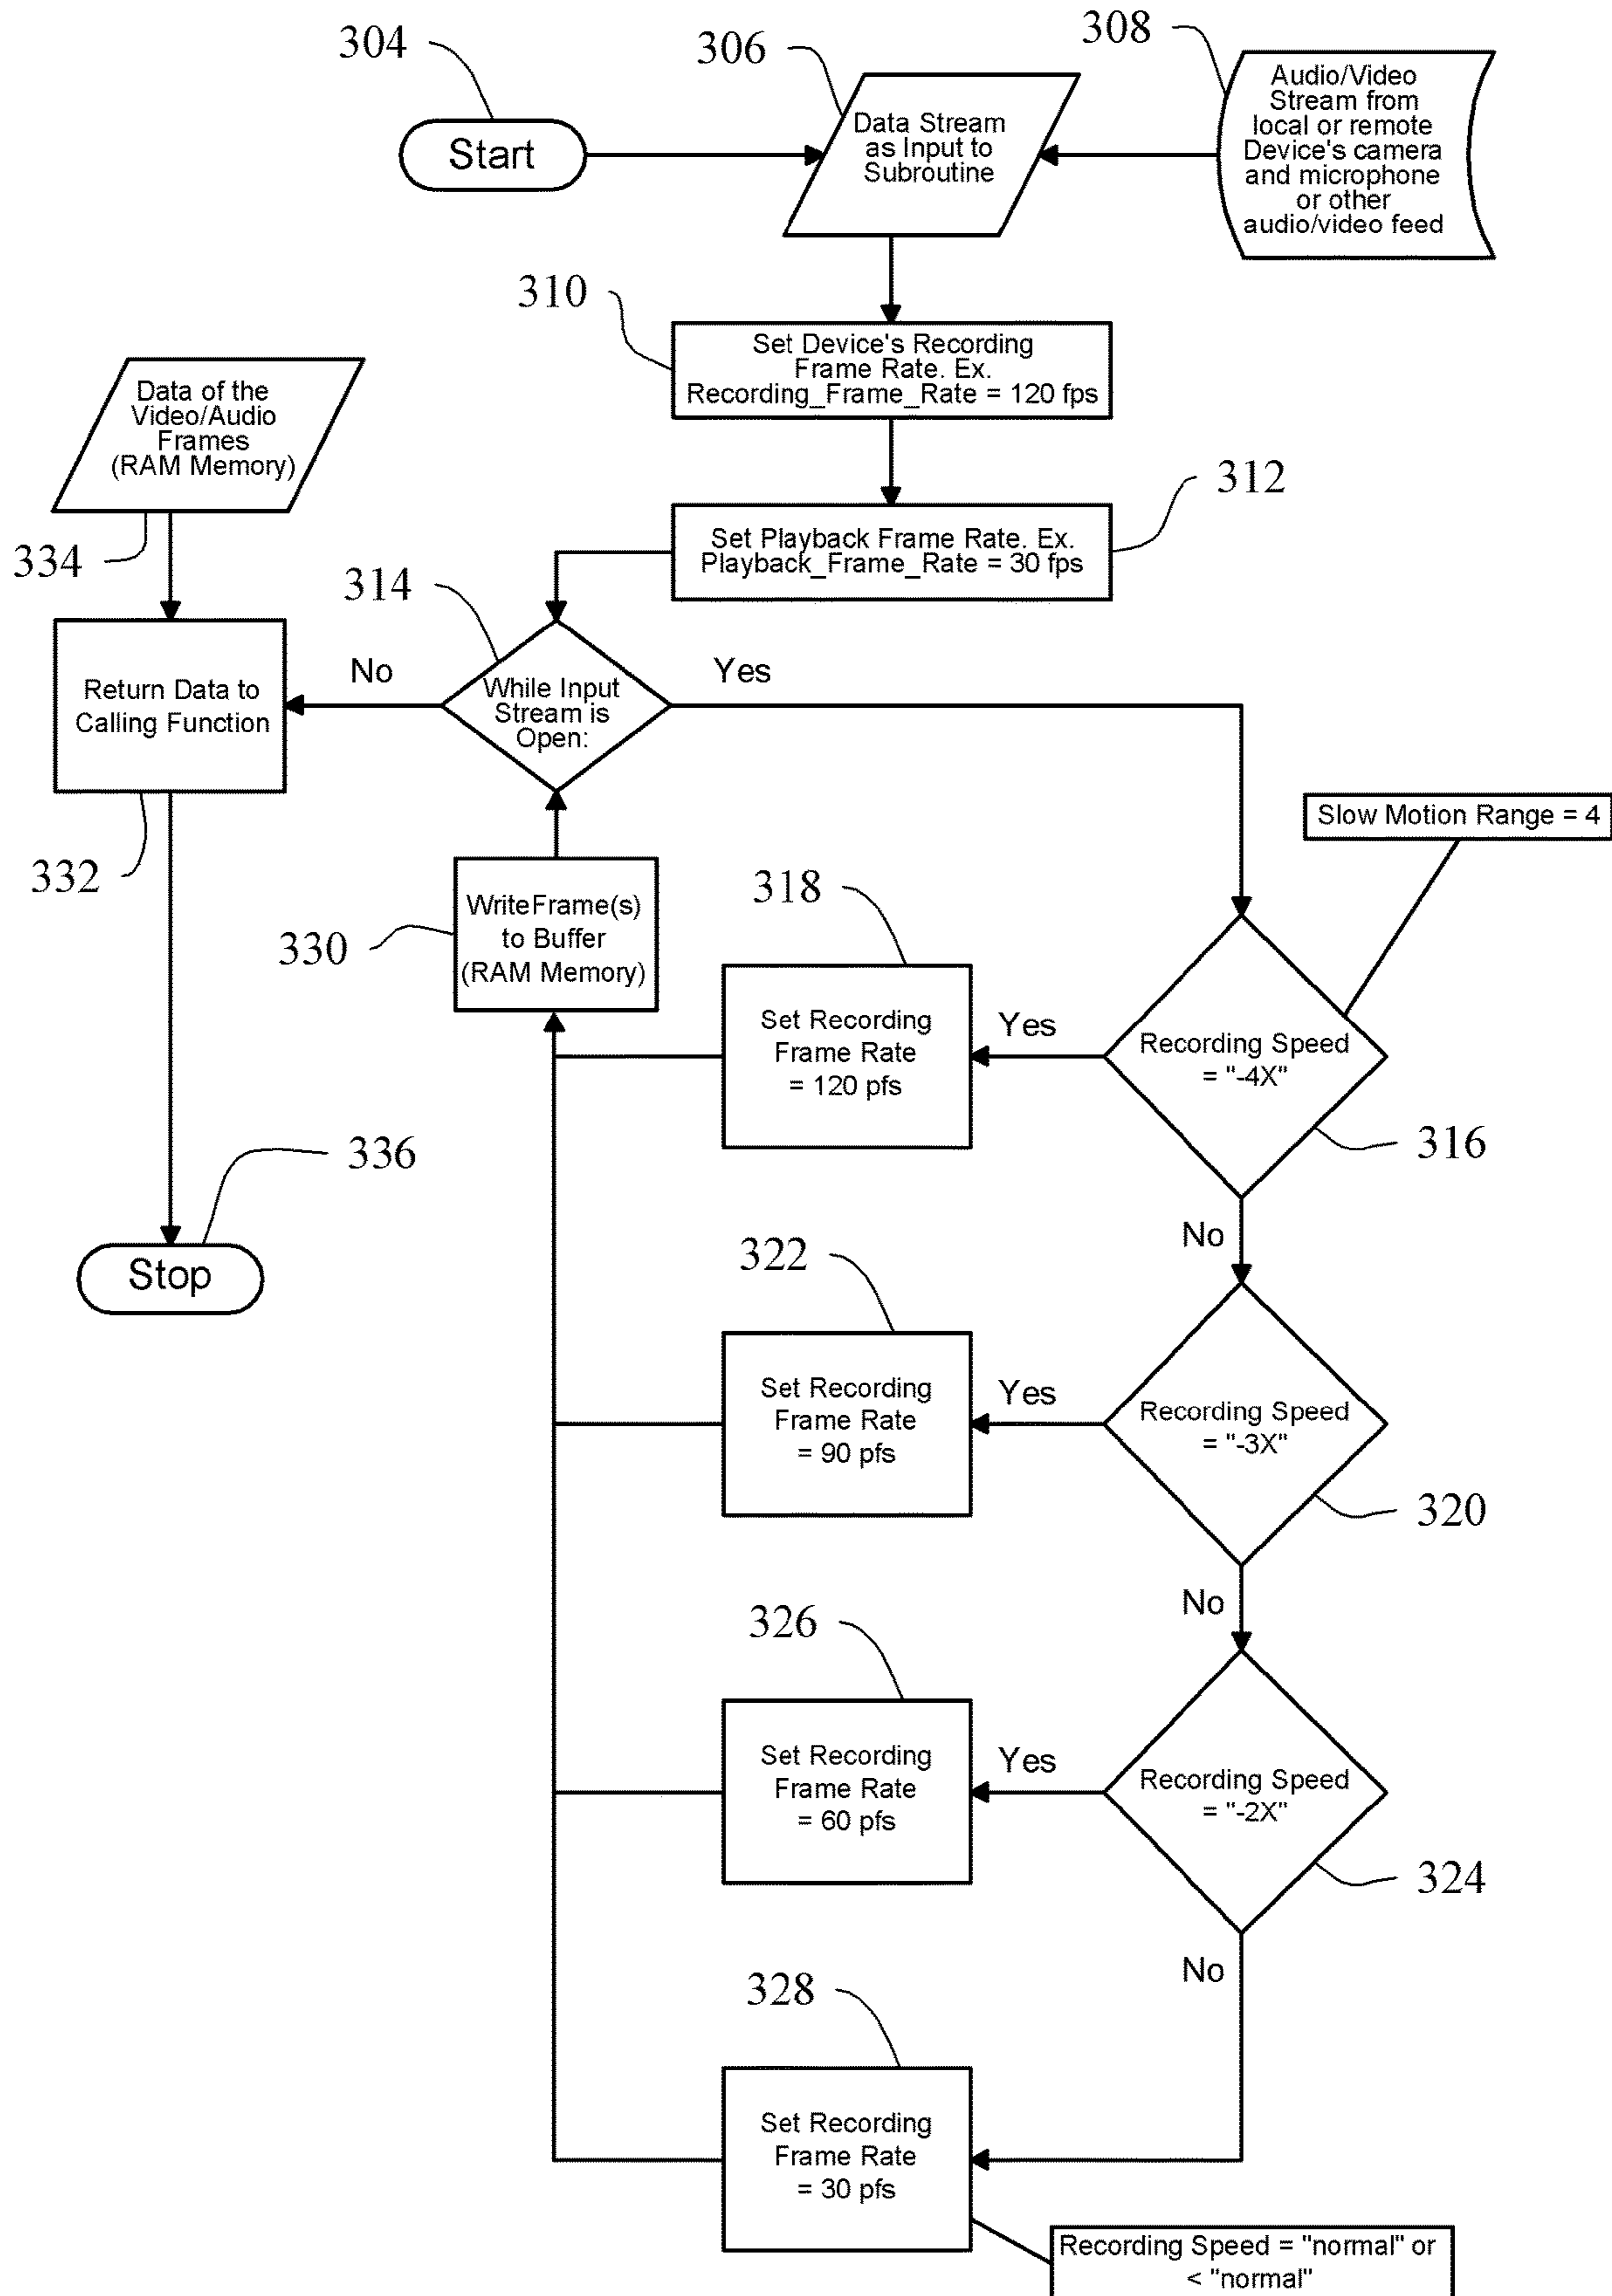 304
306
308
Start
Data Stream
as Input to
Subroutine
Audio/Video
Stream from
local or remote
Device's camera
and microphone
or other
audio/video feed
310
Set Device's Recording
Frame Rate. Ex.
Recording_Frame_Rate = 120 fps
Data of the
Video/Audio
Frames
(RAM Memory)
312
Set Playback Frame Rate. Ex.
Playback_Frame_Rate = 30 fps
334
314
No
Yes
While Input
Stream is
Open:
Return Data to
Calling Function
Slow Motion Range = 4
332
318
330
WriteFrame(s)
to Buffer
(RAM Memory)
Set Recording
Frame Rate
= 120 pfs
Yes
Recording Speed
= "-4X"
316
336
No
Stop
322
Set Recording
Frame Rate
= 90 pfs
Yes
Recording Speed
= "-3X"
320
No
326
Set Recording
Frame Rate
= 60 pfs
Yes
Recording Speed
= "-2X"
324
No
328
Set Recording
Frame Rate
= 30 pfs
Recording Speed = "normal" or
< "normal"